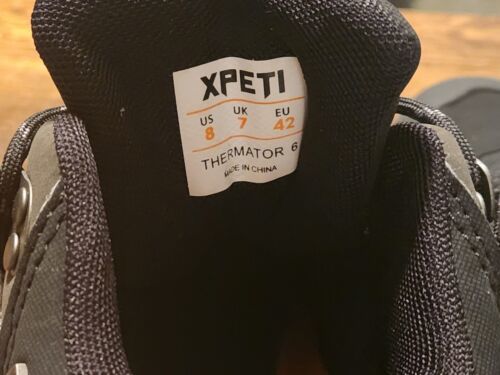 XPETI
US UK EU
8 7 42
THERMATOR 6
MADE IN CHINA